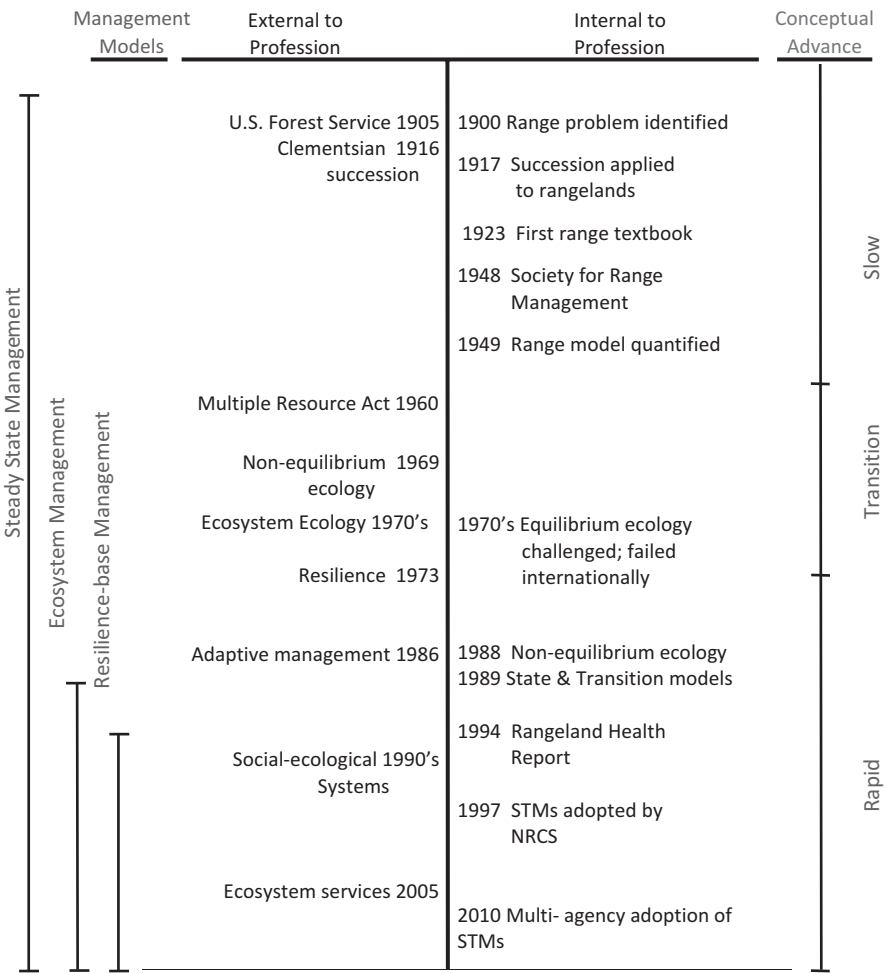 Management
Models
External to
Profession
Internal to
Profession
Conceptual
Advance
U.S. Forest Service 1905
Clementsian 1916
succession
Multiple Resource Act 1960
Non-equilibrium 1969
ecology
Ecosystem Ecology 1970's
Resilience 1973
Adaptive management 1986
Social-ecological 1990's
Systems
Ecosystem services 2005
1900 Range problem identified
1917 Succession applied
to rangelands
1923 First range textbook
1948 Society for Range
Management
1949 Range model quantified
1970's Equilibrium ecology
challenged; failed
internationally
1988 Non-equilibrium ecology
1989 State & Transition models
1994 Rangeland Health
Report
1997 STMs adopted by
NRCS
2010 Multi- agency adoption of
STMs
Steady State Management
Ecosystem Management
Resilience-base Management
Slow
Transition
Rapid